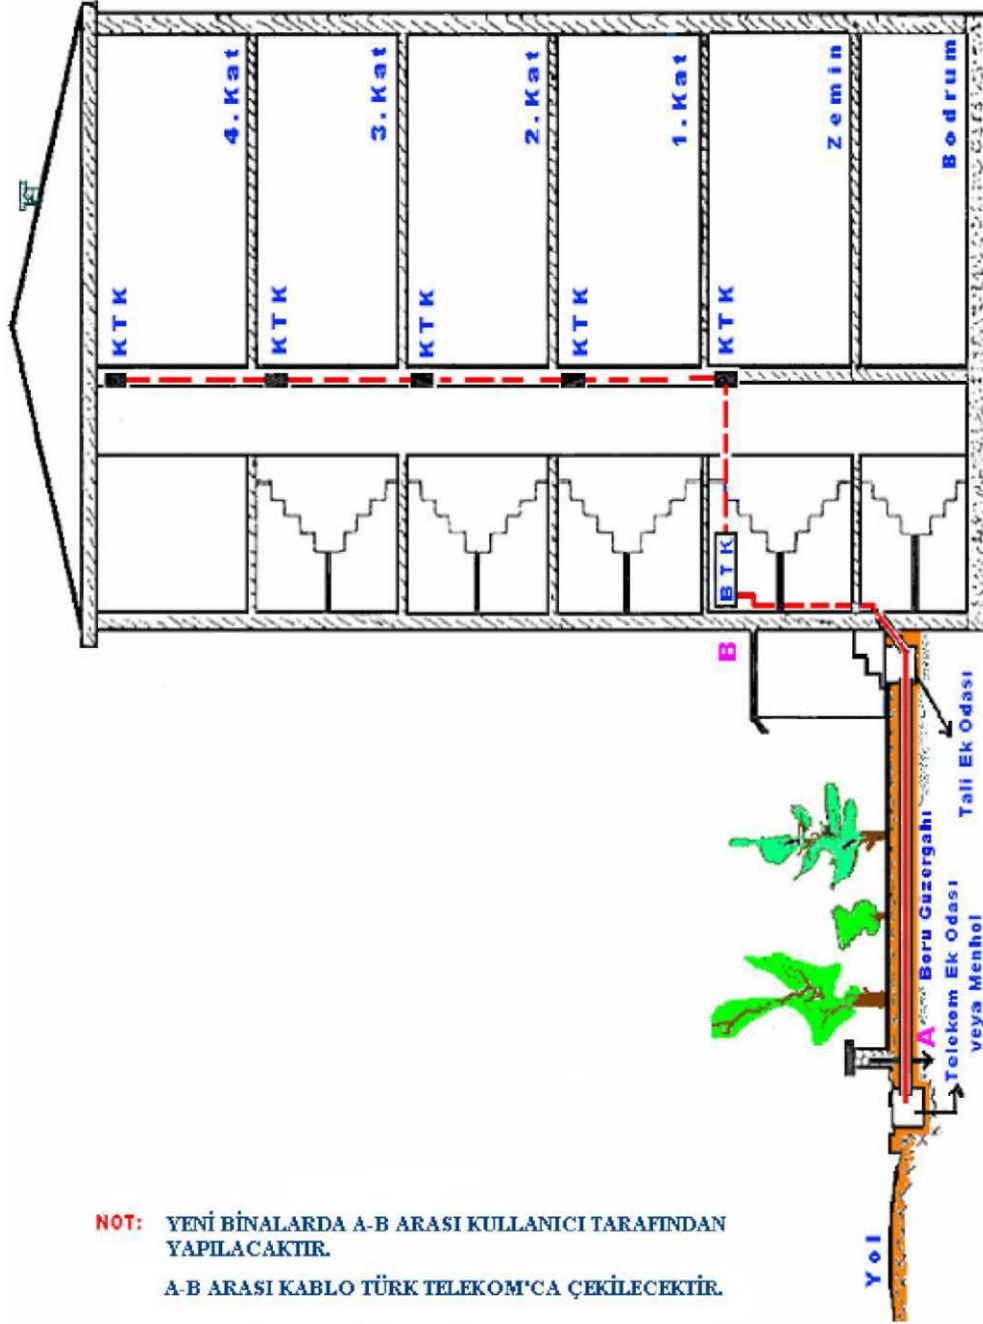 4.Kat
3.Kat
2.Kat
1.Kat
Zemin
Bodrum
KTK
KTK
KTK
KTK
KTK
BTK
B
Tali Ek Odası
Boru Güzergahı
A
Telekom Ek Odası
veya Menhol
Yol
NOT: YENİ BİNALARDA A-B ARASI KULLANICI TARAFINDAN
YAPILACAKTIR.
A-B ARASI KABLO TÜRK TELEKOM'CA ÇEKİLECEKTİR.